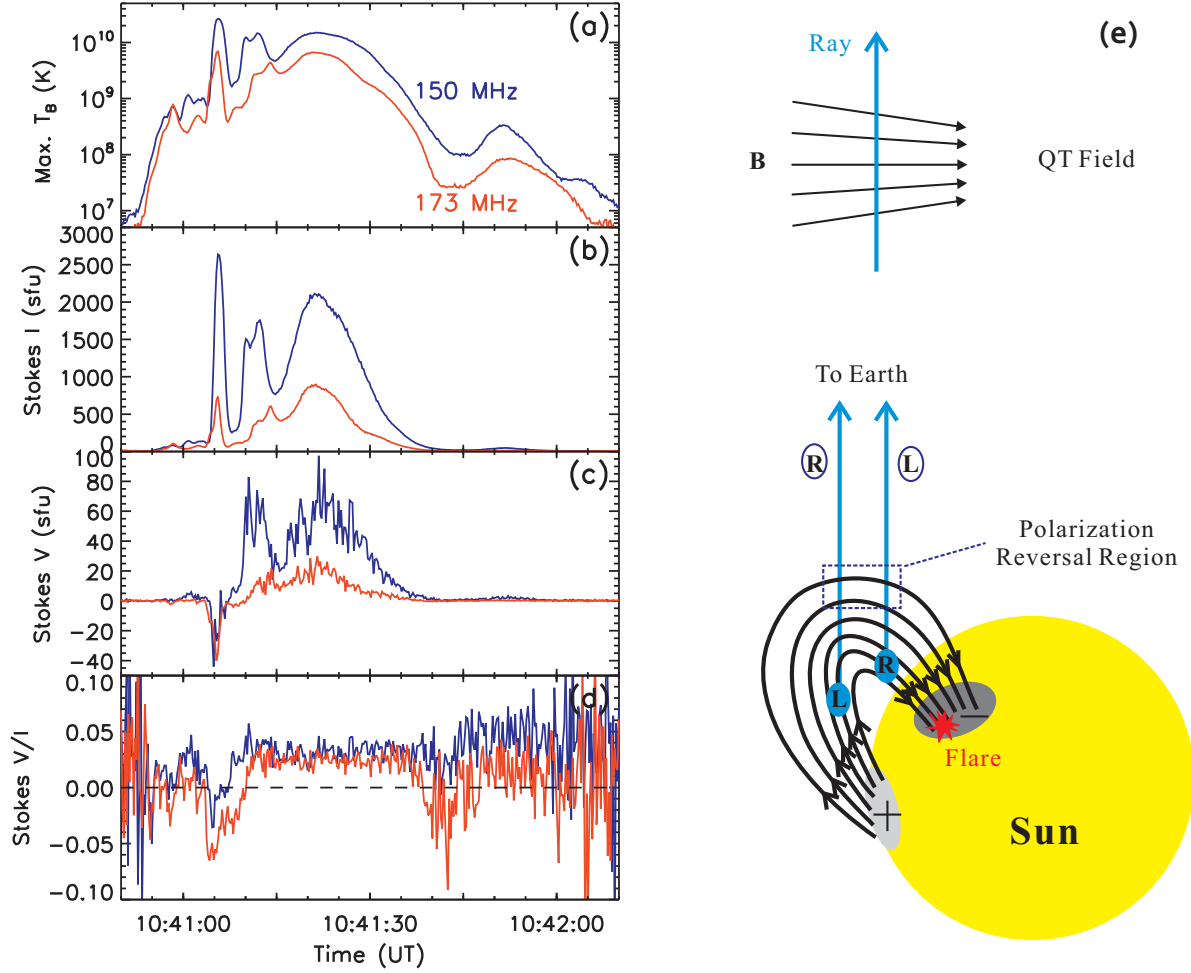 (a)
10¹⁰
10⁹
10⁸
10⁷
Max. T_B (K)
150 MHz
173 MHz
(b)
3000
2500
2000
1500
1000
500
0
Stokes I (sfu)
(c)
100
80
60
40
20
0
−20
−40
Stokes V (sfu)
(d)
0.10
0.05
0.00
−0.05
−0.10
Stokes V/I
10:41:00 10:41:30 10:42:00
Time (UT)
(e)
Ray
B
QT Field
To Earth
R L
Polarization
Reversal Region
R
L
−
Flare
+
Sun